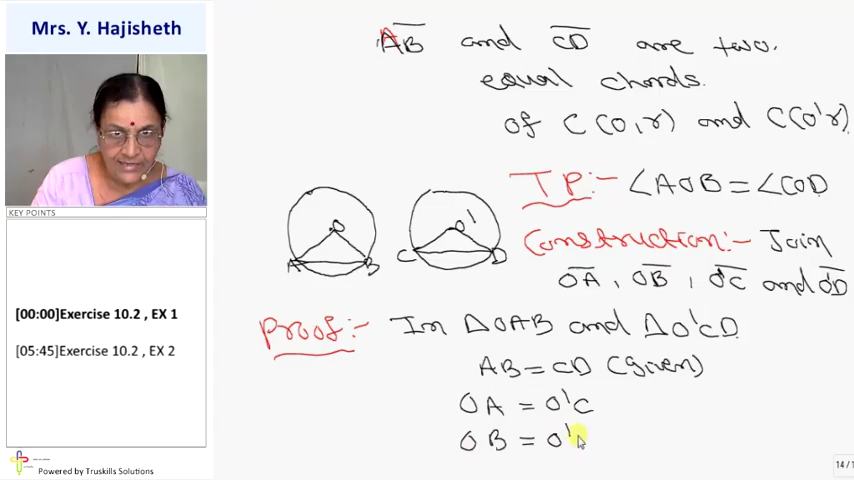 Mrs. Y. Hajisheth
KEY POINTS
[00:00]Exercise 10.2 , EX 1
[05:45]Exercise 10.2 , EX 2
Powered by Truskills Solutions
AB and CD are two
equal chords.
of C(O,r) and C(O'r)
T.P:- ∠AOB = ∠COD
Construction:- Join
OA, OB, O'C and O'D
O
O'
A
B
C
D
Proof:- In ΔOAB and ΔO'CD
AB = CD (given)
OA = O'C
OB = O'
14/1